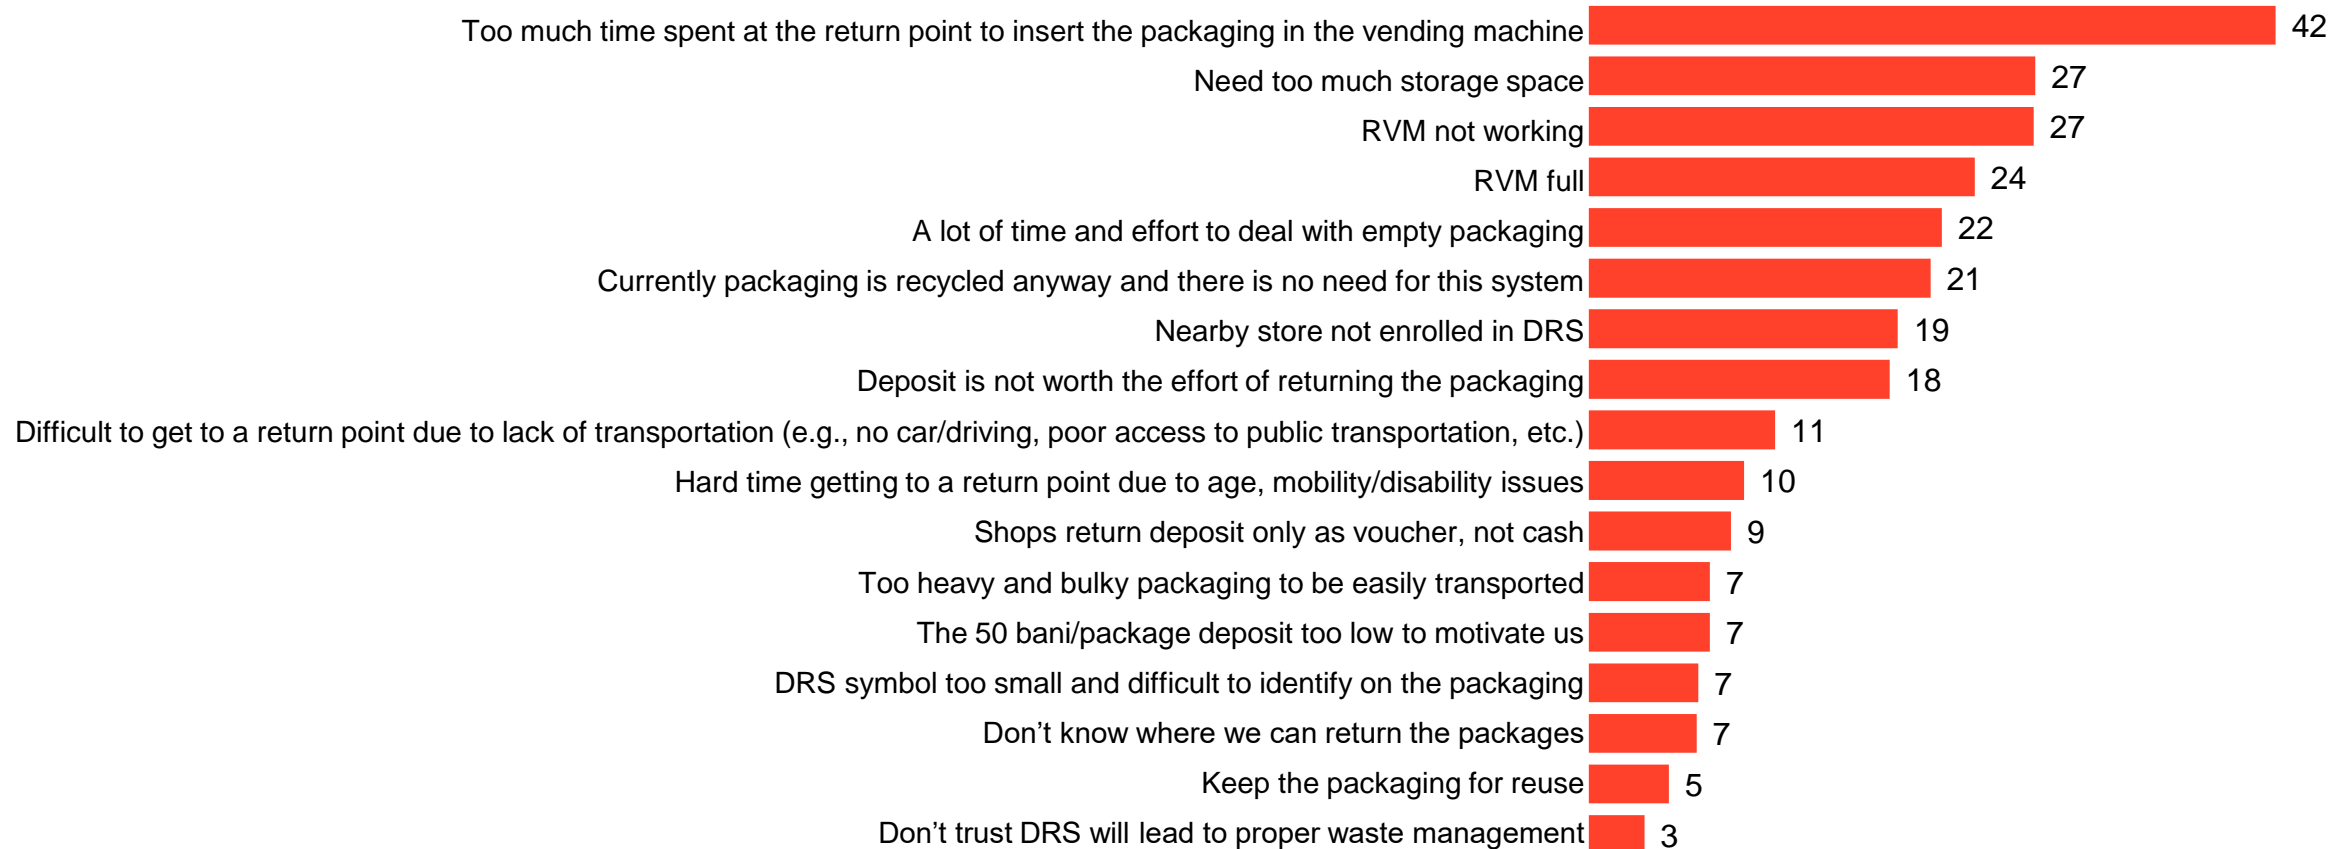 Too much time spent at the return point to insert the packaging in the vending machine 42
Need too much storage space 27
RVM not working 27
RVM full 24
A lot of time and effort to deal with empty packaging 22
Currently packaging is recycled anyway and there is no need for this system 21
Nearby store not enrolled in DRS 19
Deposit is not worth the effort of returning the packaging 18
Difficult to get to a return point due to lack of transportation (e.g., no car/driving, poor access to public transportation, etc.) 11
Hard time getting to a return point due to age, mobility/disability issues 10
Shops return deposit only as voucher, not cash 9
Too heavy and bulky packaging to be easily transported 7
The 50 bani/package deposit too low to motivate us 7
DRS symbol too small and difficult to identify on the packaging 7
Don’t know where we can return the packages 7
Keep the packaging for reuse 5
Don’t trust DRS will lead to proper waste management 3